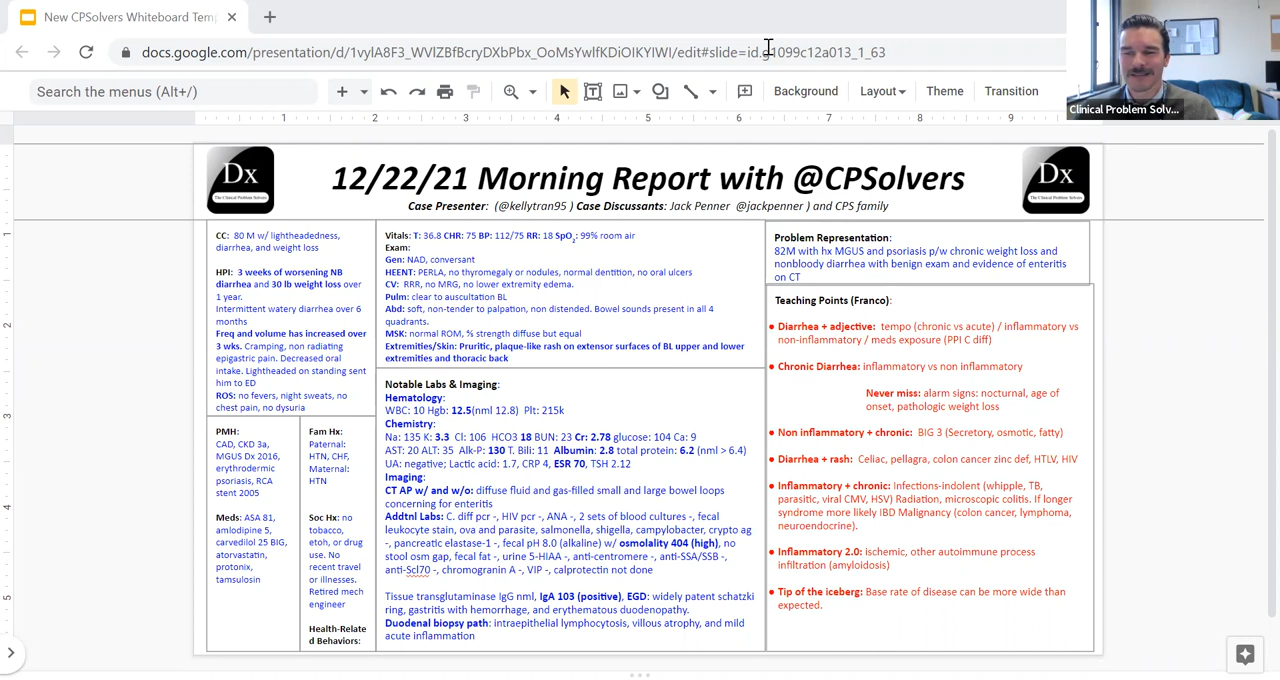 New CPSolvers Whiteboard Tem
docs.google.com/presentation/d/1vylA8F3_WVlZBfBcryDXbPbx_OoMsYwlfKDiOIKYIWI/edit#slide=id.g1099c12a013_1_63
Search the menus (Alt+/)
Background
Layout
Theme
Transition
Clinical Problem Solv...
1 2 3 4 5 6 7 8 9
Dx
The Clinical Problem Solvers
12/22/21 Morning Report with @CPSolvers
Case Presenter: (@kellytran95 ) Case Discussants: Jack Penner @jackpenner ) and CPS family
Dx
The Clinical Problem Solvers
CC: 80 M w/ lightheadedness,
diarrhea, and weight loss
HPI: 3 weeks of worsening NB
diarrhea and 30 lb weight loss over
1 year.
Intermittent watery diarrhea over 6
months
Freq and volume has increased over
3 wks. Cramping, non radiating
epigastric pain. Decreased oral
intake. Lightheaded on standing sent
him to ED
ROS: no fevers, night sweats, no
chest pain, no dysuria
PMH:
CAD, CKD 3a,
MGUS Dx 2016,
erythrodermic
psoriasis, RCA
stent 2005
Meds: ASA 81,
amlodipine 5,
carvedilol 25 BIG,
atorvastatin,
protonix,
tamsulosin
Fam Hx:
Paternal:
HTN, CHF,
Maternal:
HTN
Soc Hx: no
tobacco,
etoh, or drug
use. No
recent travel
or illnesses.
Retired mech
engineer
Health-Relate
d Behaviors:
Vitals: T: 36.8 CHR: 75 BP: 112/75 RR: 18 SpO2: 99% room air
Exam:
Gen: NAD, conversant
HEENT: PERLA, no thyromegaly or nodules, normal dentition, no oral ulcers
CV: RRR, no MRG, no lower extremity edema.
Pulm: clear to auscultation BL
Abd: soft, non-tender to palpation, non distended. Bowel sounds present in all 4
quadrants.
MSK: normal ROM, ⅘ strength diffuse but equal
Extremities/Skin: Pruritic, plaque-like rash on extensor surfaces of BL upper and lower
extremities and thoracic back
Notable Labs & Imaging:
Hematology:
WBC: 10 Hgb: 12.5(nml 12.8) Plt: 215k
Chemistry:
Na: 135 K: 3.3 Cl: 106 HCO3 18 BUN: 23 Cr: 2.78 glucose: 104 Ca: 9
AST: 20 ALT: 35 Alk-P: 130 T. Bili: 11 Albumin: 2.8 total protein: 6.2 (nml > 6.4)
UA: negative; Lactic acid: 1.7, CRP 4, ESR 70, TSH 2.12
Imaging:
CT AP w/ and w/o: diffuse fluid and gas-filled small and large bowel loops
concerning for enteritis
Addtnl Labs: C. diff pcr -, HIV pcr -, ANA -, 2 sets of blood cultures -, fecal
leukocyte stain, ova and parasite, salmonella, shigella, campylobacter, crypto ag
-, pancreatic elastase-1 -, fecal pH 8.0 (alkaline) w/ osmolality 404 (high), no
stool osm gap, fecal fat -, urine 5-HIAA -, anti-centromere -, anti-SSA/SSB -,
anti-Scl70 -, chromogranin A -, VIP -, calprotectin not done
Tissue transglutaminase IgG nml, IgA 103 (positive), EGD: widely patent schatzki
ring, gastritis with hemorrhage, and erythematous duodenopathy.
Duodenal biopsy path: intraepithelial lymphocytosis, villous atrophy, and mild
acute inflammation
Problem Representation:
82M with hx MGUS and psoriasis p/w chronic weight loss and
nonbloody diarrhea with benign exam and evidence of enteritis
on CT
Teaching Points (Franco):
● Diarrhea + adjective: tempo (chronic vs acute) / inflammatory vs
non-inflammatory / meds exposure (PPI C diff)
● Chronic Diarrhea: inflammatory vs non inflammatory
Never miss: alarm signs: nocturnal, age of
onset, pathologic weight loss
● Non inflammatory + chronic: BIG 3 (Secretory, osmotic, fatty)
● Diarrhea + rash: Celiac, pellagra, colon cancer zinc def, HTLV, HIV
● Inflammatory + chronic: Infections-indolent (whipple, TB,
parasitic, viral CMV, HSV) Radiation, microscopic colitis. If longer
syndrome more likely IBD Malignancy (colon cancer, lymphoma,
neuroendocrine).
● Inflammatory 2.0: ischemic, other autoimmune process
infiltration (amyloidosis)
● Tip of the iceberg: Base rate of disease can be more wide than
expected.
1
2
3
4
5